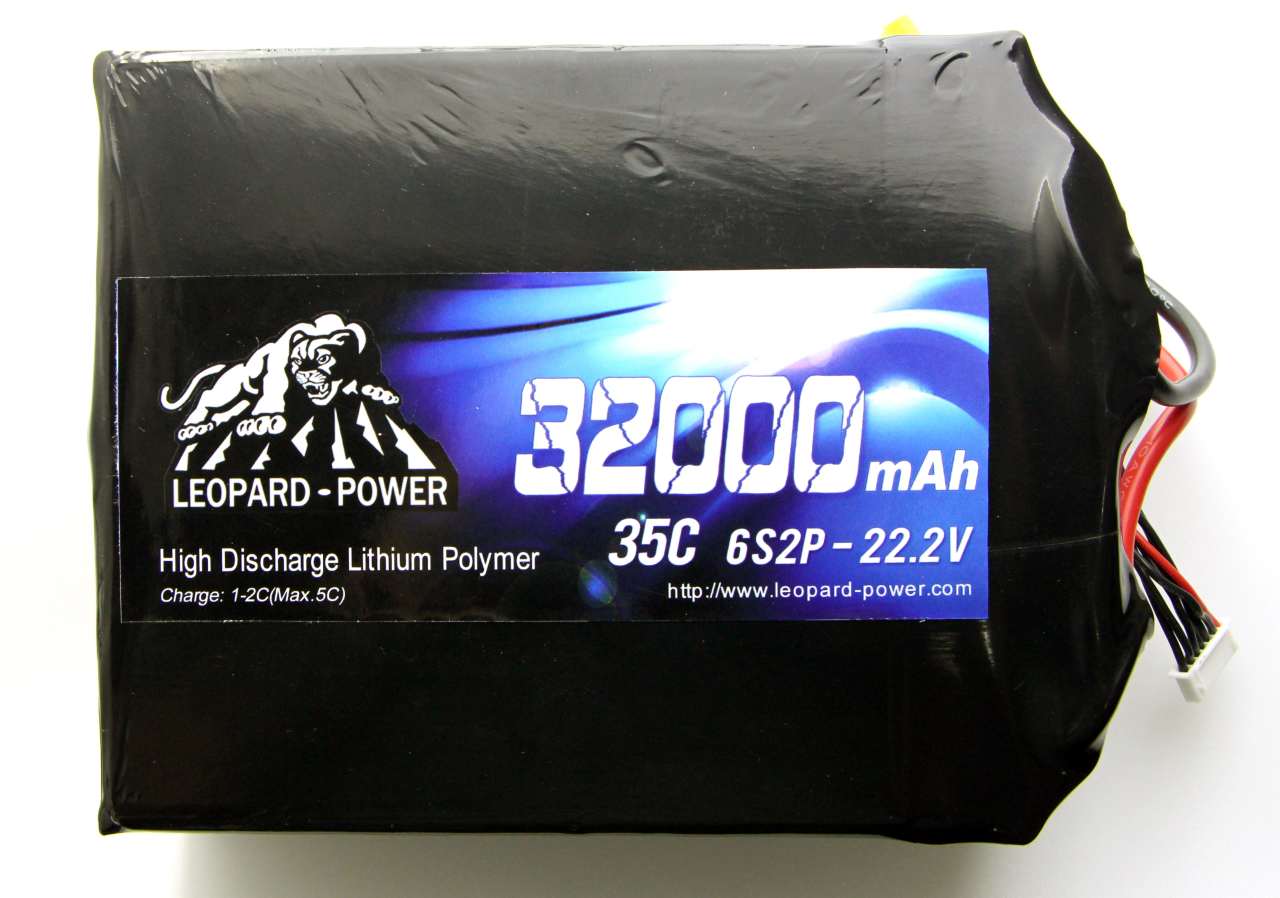 32000mAh
LEOPARD-POWER
35C 6S2P-22.2V
High Discharge Lithium Polymer
Charge: 1-2C(Max.5C)
http://www.leopard-power.com